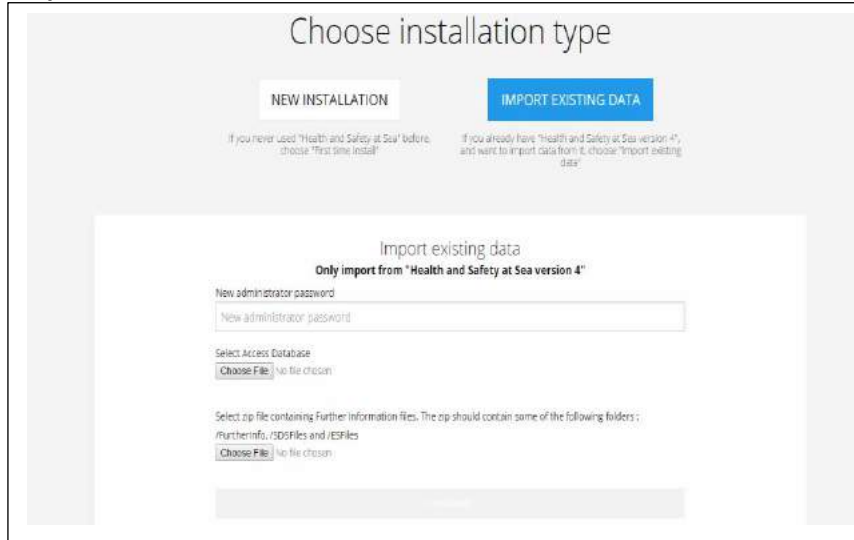 Choose installation type
NEW INSTALLATION
IMPORT EXISTING DATA
If you never used "Health and Safety at Sea" before,
choose "First time install"
If you already have "Health and Safety at Sea version 4",
and want to import data from it, choose "Import existing
data"
Import existing data
Only import from "Health and Safety at Sea version 4"
New administrator password
New administrator password
Select Access Database
Choose File No file chosen
Select zip file containing Further Information files. The zip should contain some of the following folders :
/FurtherInfo, /SDSFiles and /ESFiles
Choose File No file chosen